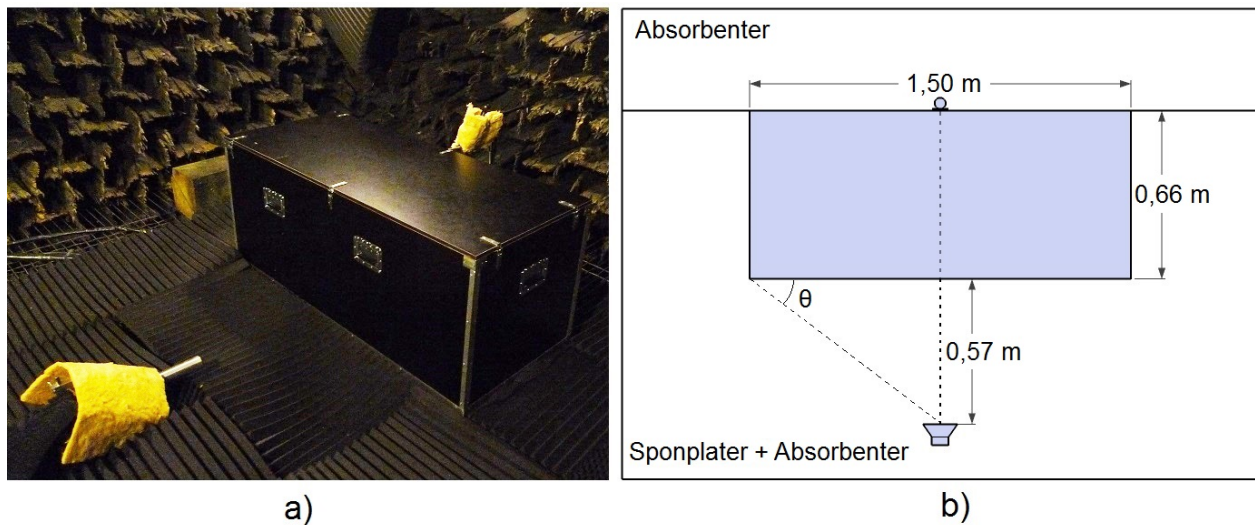 Absorbenter
1,50 m
0,66 m
θ
0,57 m
Sponplater + Absorbenter
a)
b)